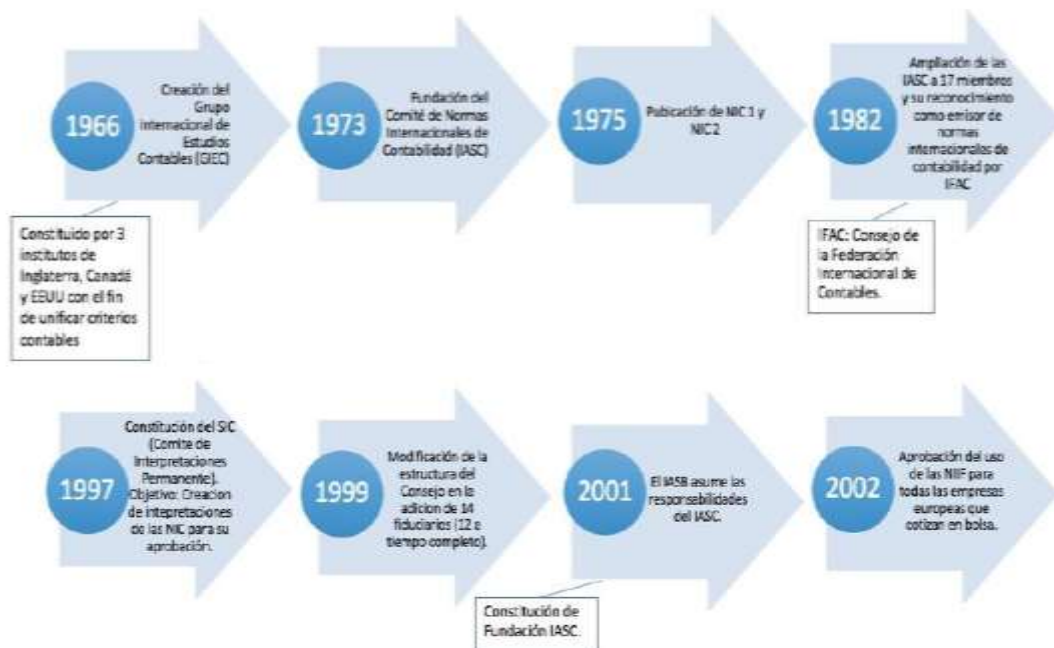 1966
Creación del
Grupo
Internacional de
Estudios
Contables (GIEC)
Constituido por 3
institutos de
Inglaterra, Canadá
y EEUU con el fin
de unificar criterios
contables
1973
Fundación del
Comité de Normas
Internacionales de
Contabilidad (IASC)
1975
Pubicación de NIC 1 y
NIC 2
1982
Ampliación de las
IASC a 17 miembros
y su reconocimiento
como emisor de
normas
internacionales de
contabilidad por
IFAC
IFAC: Consejo de
la Federación
Internacional de
Contables.
1997
Constitución del SIC
(Comite de
Interpretaciones
Permanente).
Objetivo: Creacion
de intepretaciones
de las NIC para su
aprobación.
1999
Modificación de la
estructura del
Consejo en la
adicion de 14
fiduciarios (12 a
tiempo completo).
2001
El IASB asume las
responsabilidades
del IASC.
Constitución de
Fundación IASC.
2002
Aprobación del uso
de las NIIF para
todas las empresas
europeas que
cotizan en bolsa.